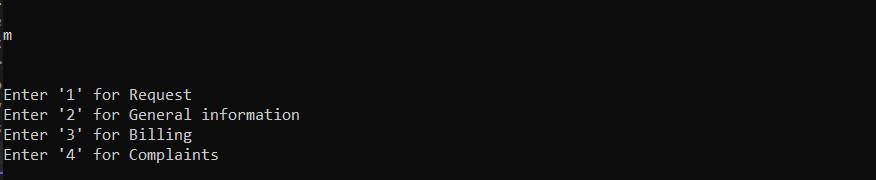 m
Enter '1' for Request
Enter '2' for General information
Enter '3' for Billing
Enter '4' for Complaints